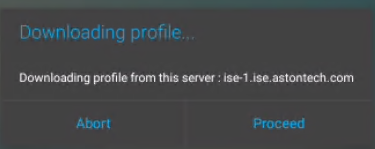 Downloading profile...
Downloading profile from this server : ise-1.ise.astontech.com
Abort
Proceed